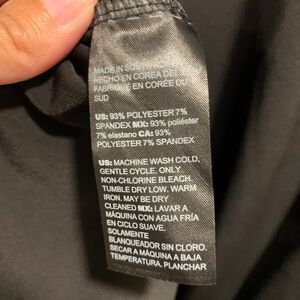 MADE IN SOUTH
HECHO EN COREA DEL SUR
FABRIQUE EN CORÉE DU
SUD
US: 93% POLYESTER 7%
SPANDEX MX: 93% poliéster
7% elastano CA: 93%
POLYESTER 7% SPANDEX
US: MACHINE WASH COLD,
GENTLE CYCLE. ONLY
NON-CHLORINE BLEACH.
TUMBLE DRY LOW. WARM
IRON. MAY BE DRY
CLEANED MX: LAVAR A
MÁQUINA CON AGUA FRÍA
EN CICLO SUAVE.
SOLAMENTE
BLANQUEADOR SIN CLORO.
SECAR A MÁQUINA A BAJA
TEMPERATURA, PLANCHAR